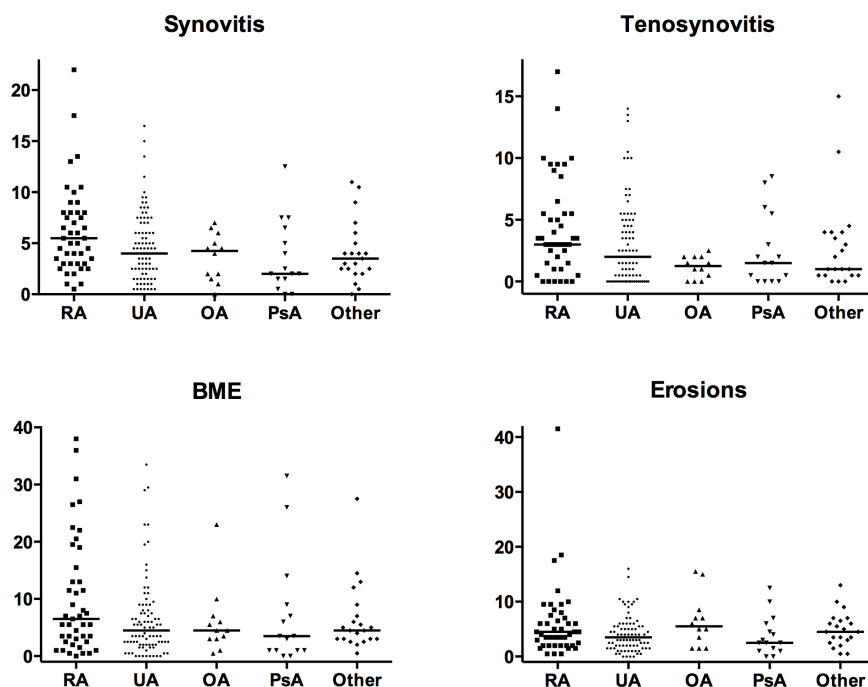 Synovitis
20
15
10
5
0
RA UA OA PsA Other
Tenosynovitis
15
10
5
0
RA UA OA PsA Other
BME
40
30
20
10
0
RA UA OA PsA Other
Erosions
40
30
20
10
0
RA UA OA PsA Other